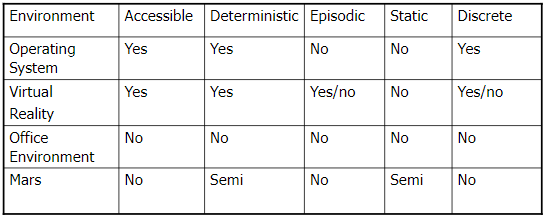 Environment Accessible Deterministic Episodic Static Discrete
Operating Yes Yes No No Yes
System
Virtual Yes Yes Yes/no No Yes/no
Reality
Office No No No No No
Environment
Mars No Semi No Semi No